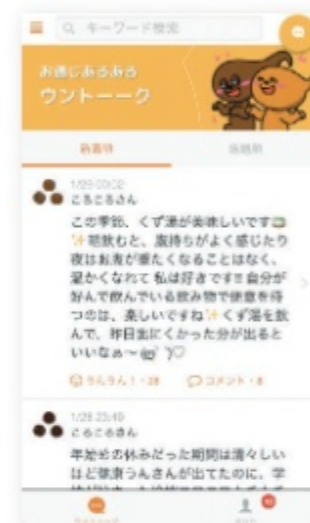 キーワード検索
お通じあるある
ウントーーク
新着順
1/29 00:02
ころころさん
この季節、くず湯が美味しいです
朝飲むと、腹持ちがよく感じたり
夜はお腹が重たくなることはなく、
温かくなれて 私は好きです!! 自分が
好んで飲んでいる飲み物で便意を待
つのは、楽しいですね くず湯を飲
んで、昨日出にくかった分が出ると
いいなぁ〜
うんうん!・28 コメント・8
1/28 23:49
ころころさん
年始めの休みだった期間は清々しい
ほど健康うんさんが出てたのに、学